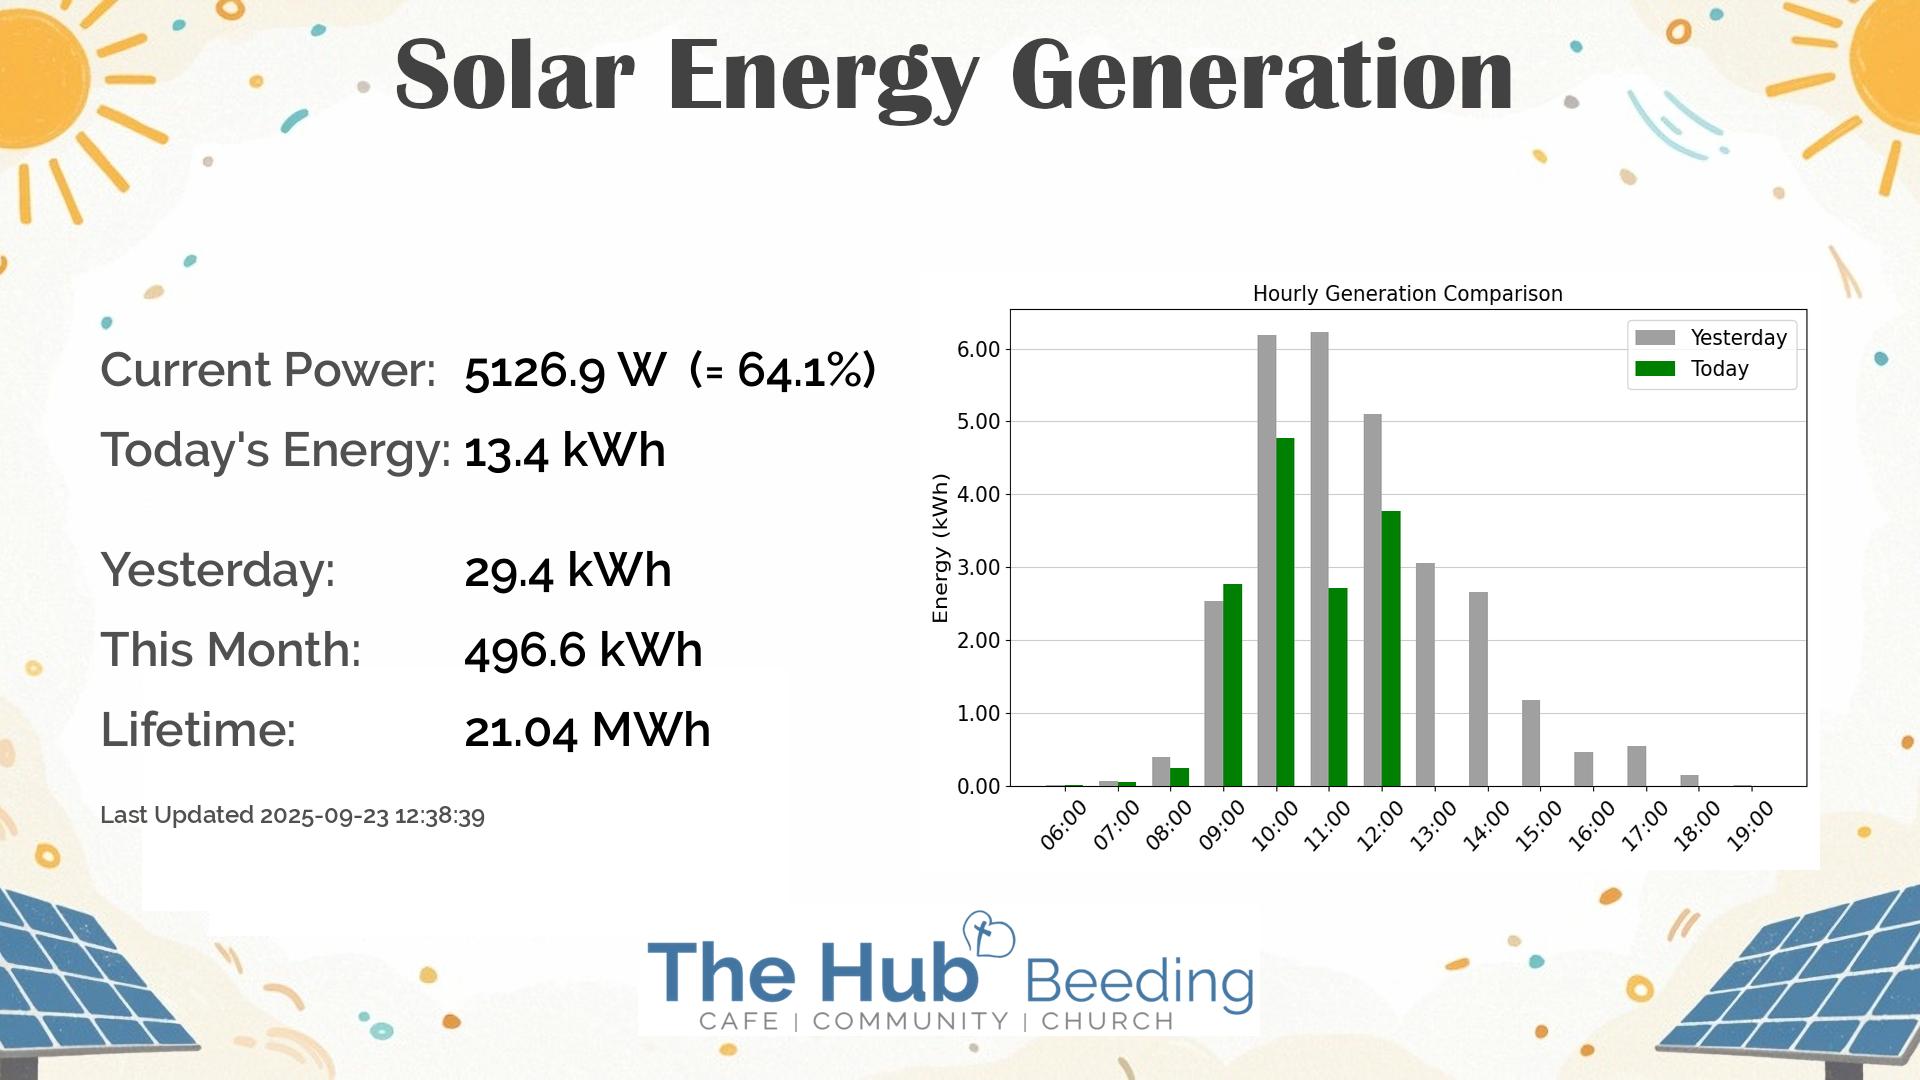 Solar Energy Generation
Current Power: 5126.9 W (= 64.1%)
Today's Energy: 13.4 kWh
Yesterday: 29.4 kWh
This Month: 496.6 kWh
Lifetime: 21.04 MWh
Last Updated 2025-09-23 12:38:39
Hourly Generation Comparison
Yesterday
Today
Energy (kWh)
6.00
5.00
4.00
3.00
2.00
1.00
0.00
06:00 07:00 08:00 09:00 10:00 11:00 12:00 13:00 14:00 15:00 16:00 17:00 18:00 19:00
The Hub Beeding
CAFE | COMMUNITY | CHURCH